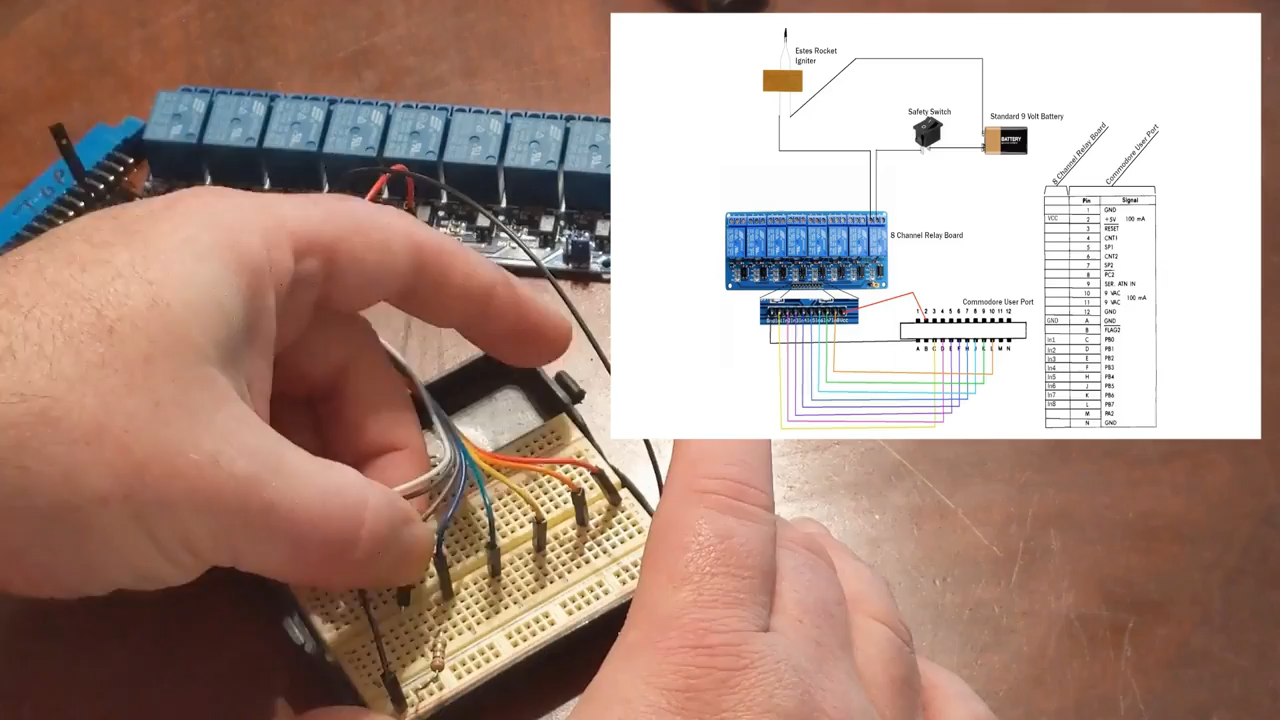 Estes Rocket
Igniter
Safety Switch
Standard 9 Volt Battery
BATTERY
8 Channel Relay Board
Commodore User Port
8 Channel Relay Board
Commodore User Port
1 2 3 4 5 6 7 8 9 10 11 12
A B C D E F H J K L M N
Pin Signal
1 GND
VCC 2 +5V 100 mA
3 RESET
4 CNT1
5 SP1
6 CNT2
7 SP2
8 PC2
9 SER. ATN IN
10 9 VAC
11 9 VAC 100 mA
12 GND
GND A GND
B FLAG2
In1 C PB0
In2 D PB1
In3 E PB2
In4 F PB3
In5 H PB4
In6 J PB5
In7 K PB6
In8 L PB7
M PA2
N GND
TOP